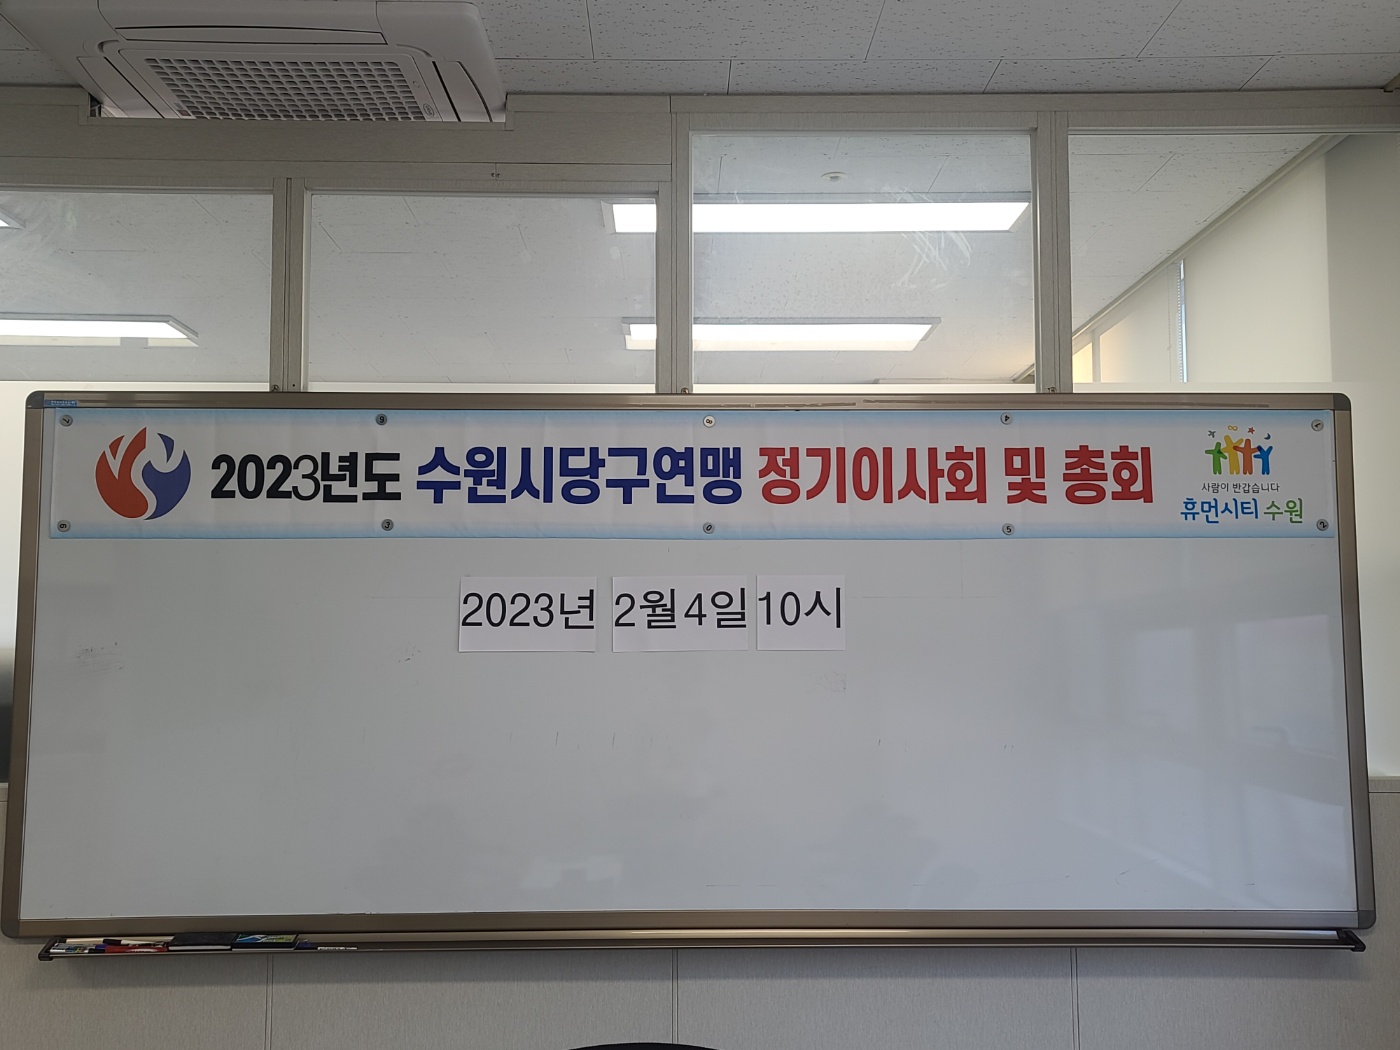 2023년도 수원시당구연맹 정기이사회 및 총회
사람이 반갑습니다
휴먼시티 수원
2023년 2월4일 10시